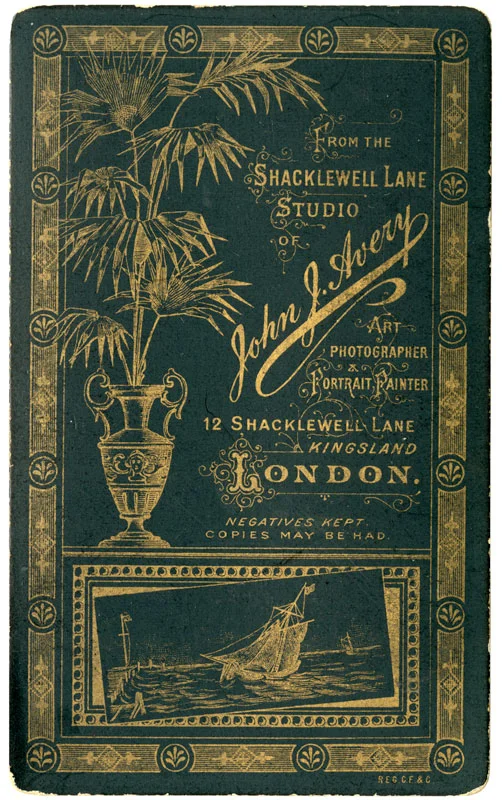 FROM THE
SHACKLEWELL LANE
STUDIO
OF
John J. Avery
ART
PHOTOGRAPHER
&
PORTRAIT PAINTER
12 SHACKLEWELL LANE
KINGSLAND
LONDON.
NEGATIVES KEPT.
COPIES MAY BE HAD.
REG. C.F & C.